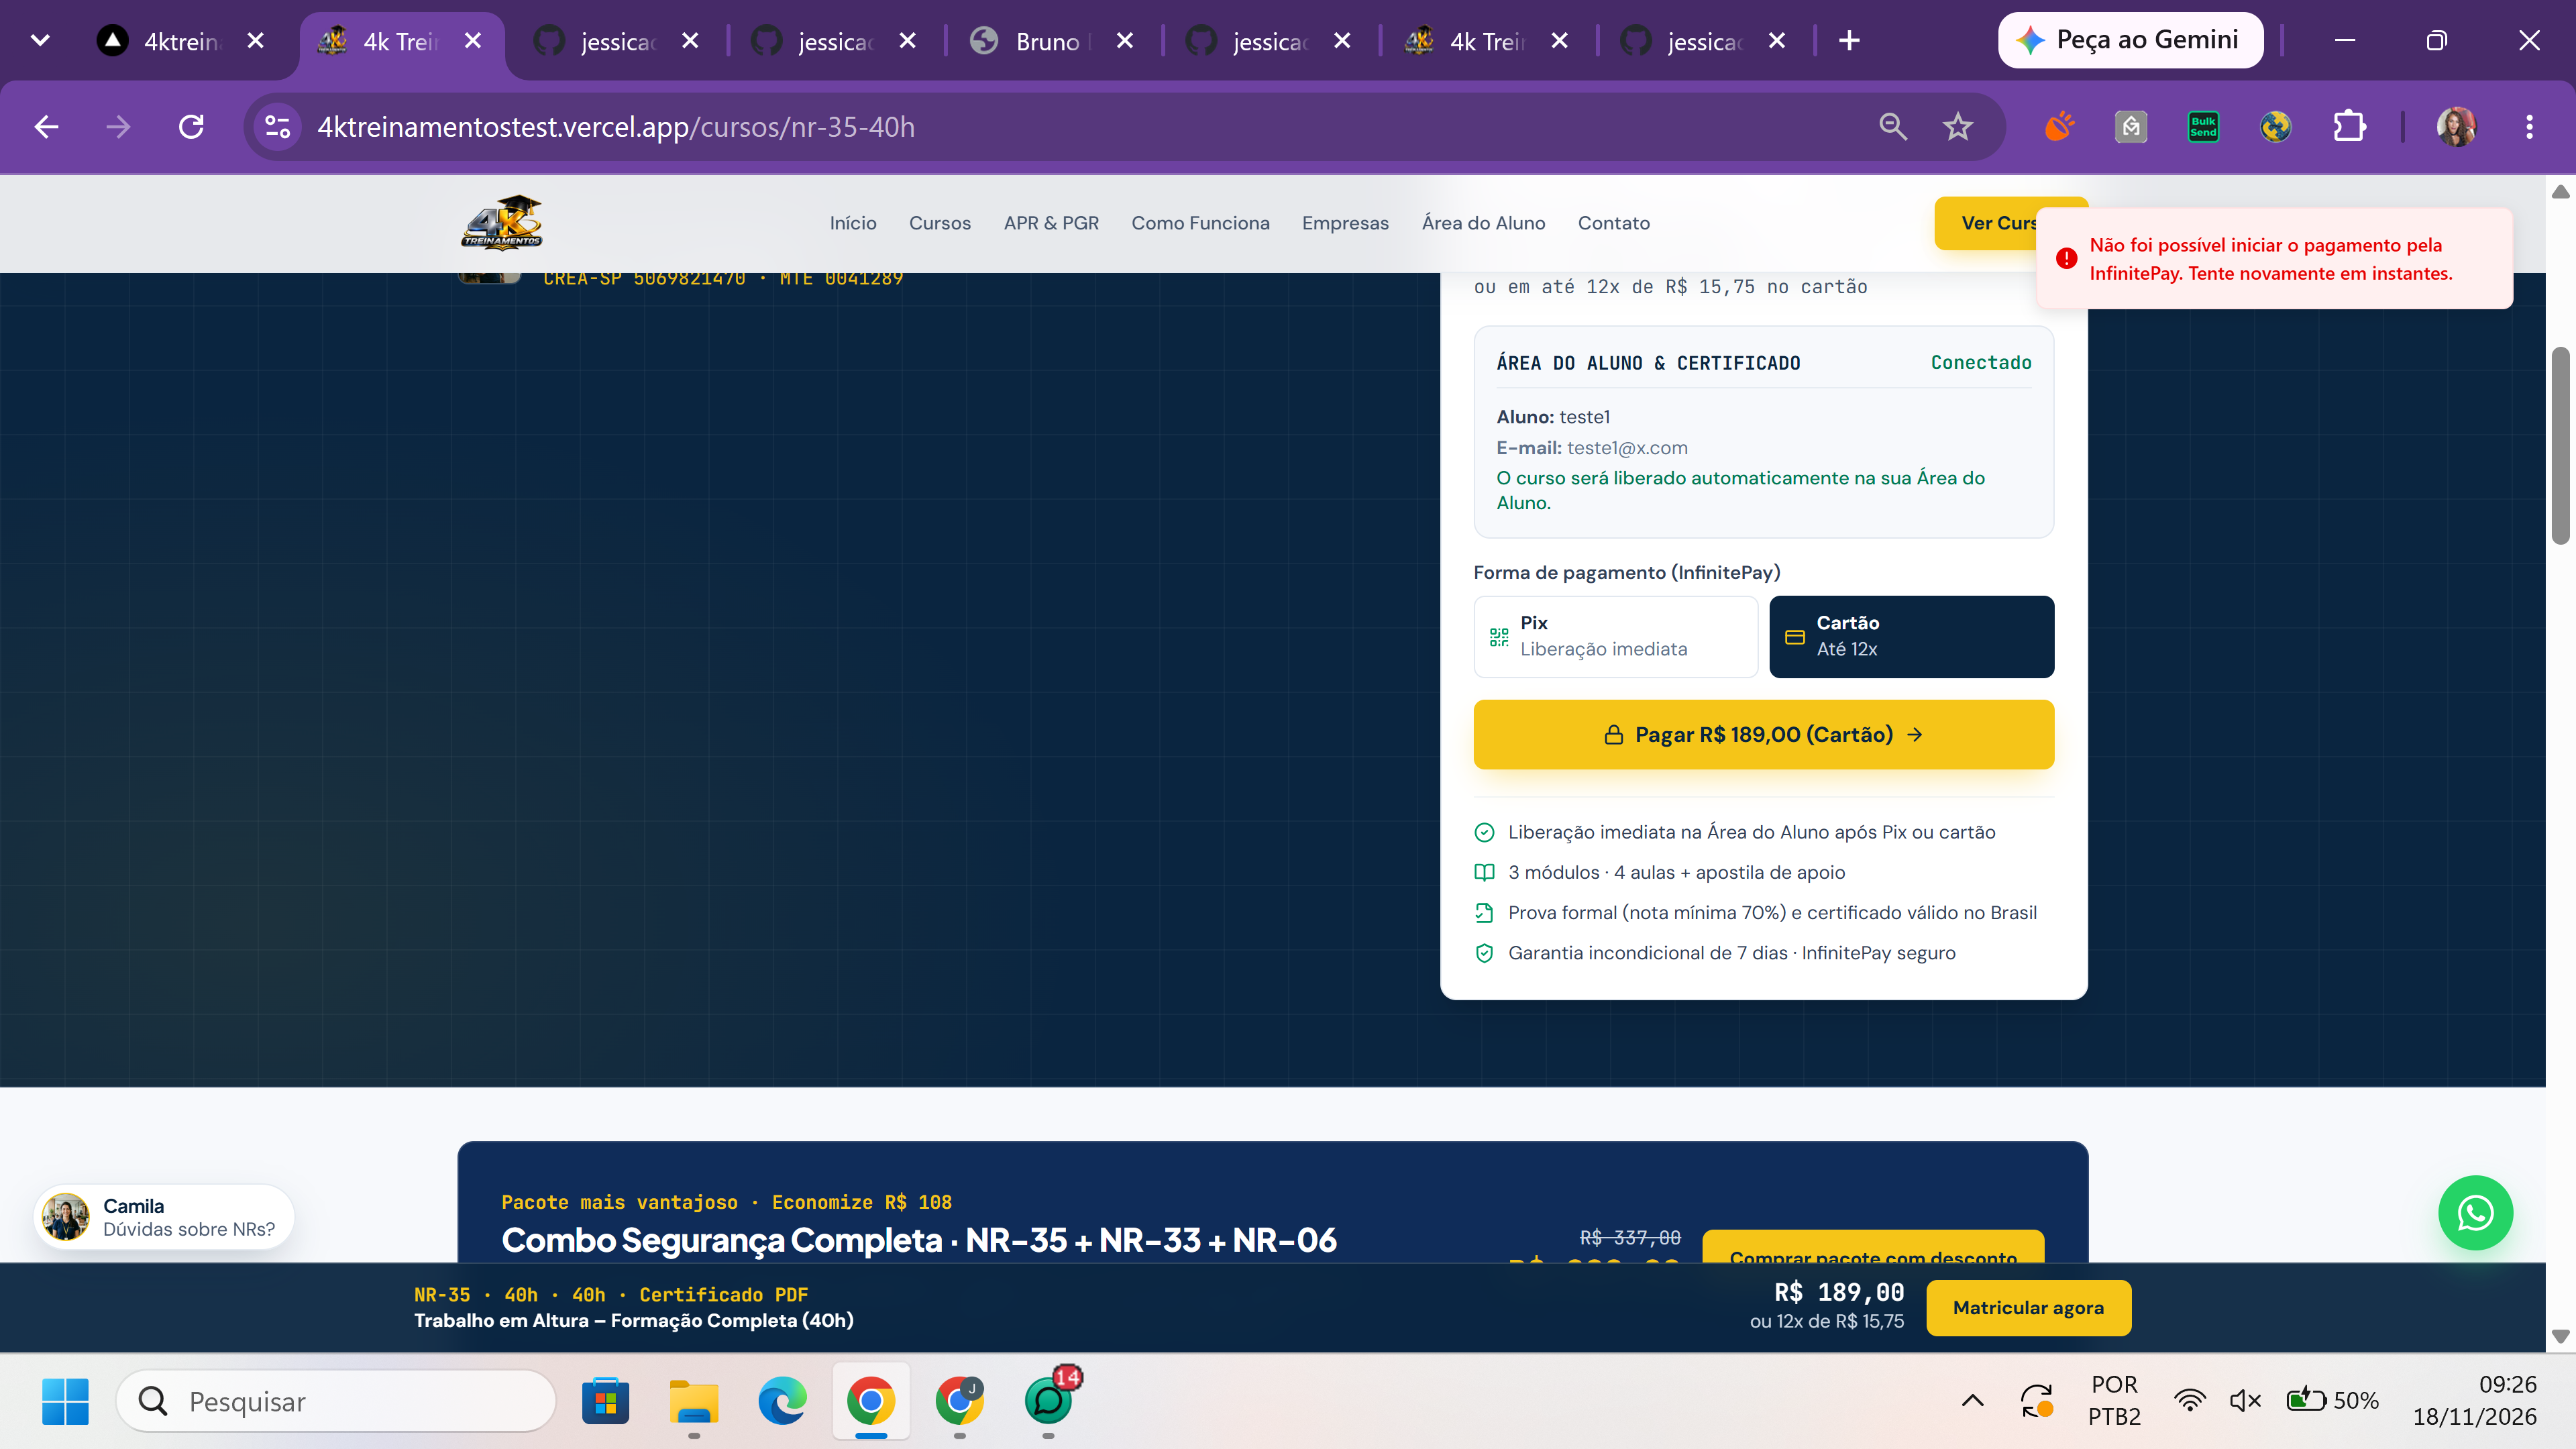 4ktrein
4k Trei
jessicac
jessicac
Bruno
jessicac
4k Trei
jessicac
Peça ao Gemini
4ktreinamentostest.vercel.app/cursos/nr-35-40h
Bulk
Send
4K
TREINAMENTOS
Início
Cursos
APR & PGR
Como Funciona
Empresas
Área do Aluno
Contato
Ver Curs
Não foi possível iniciar o pagamento pela
InfinitePay. Tente novamente em instantes.
CREA-SP 5069821470 · MTE 0041289
ou em até 12x de R$ 15,75 no cartão
ÁREA DO ALUNO & CERTIFICADO
Conectado
Aluno: teste1
E-mail: teste1@x.com
O curso será liberado automaticamente na sua Área do
Aluno.
Forma de pagamento (InfinitePay)
Pix
Liberação imediata
Cartão
Até 12x
Pagar R$ 189,00 (Cartão) →
Liberação imediata na Área do Aluno após Pix ou cartão
3 módulos · 4 aulas + apostila de apoio
Prova formal (nota mínima 70%) e certificado válido no Brasil
Garantia incondicional de 7 dias · InfinitePay seguro
Pacote mais vantajoso · Economize R$ 108
Combo Segurança Completa · NR-35 + NR-33 + NR-06
R$ 337,00
Comprar pacote com desconto
Camila
Dúvidas sobre NRs?
NR-35 · 40h · 40h · Certificado PDF
Trabalho em Altura – Formação Completa (40h)
R$ 189,00
ou 12x de R$ 15,75
Matricular agora
Pesquisar
J
14
POR
PTB2
50%
09:26
18/11/2026